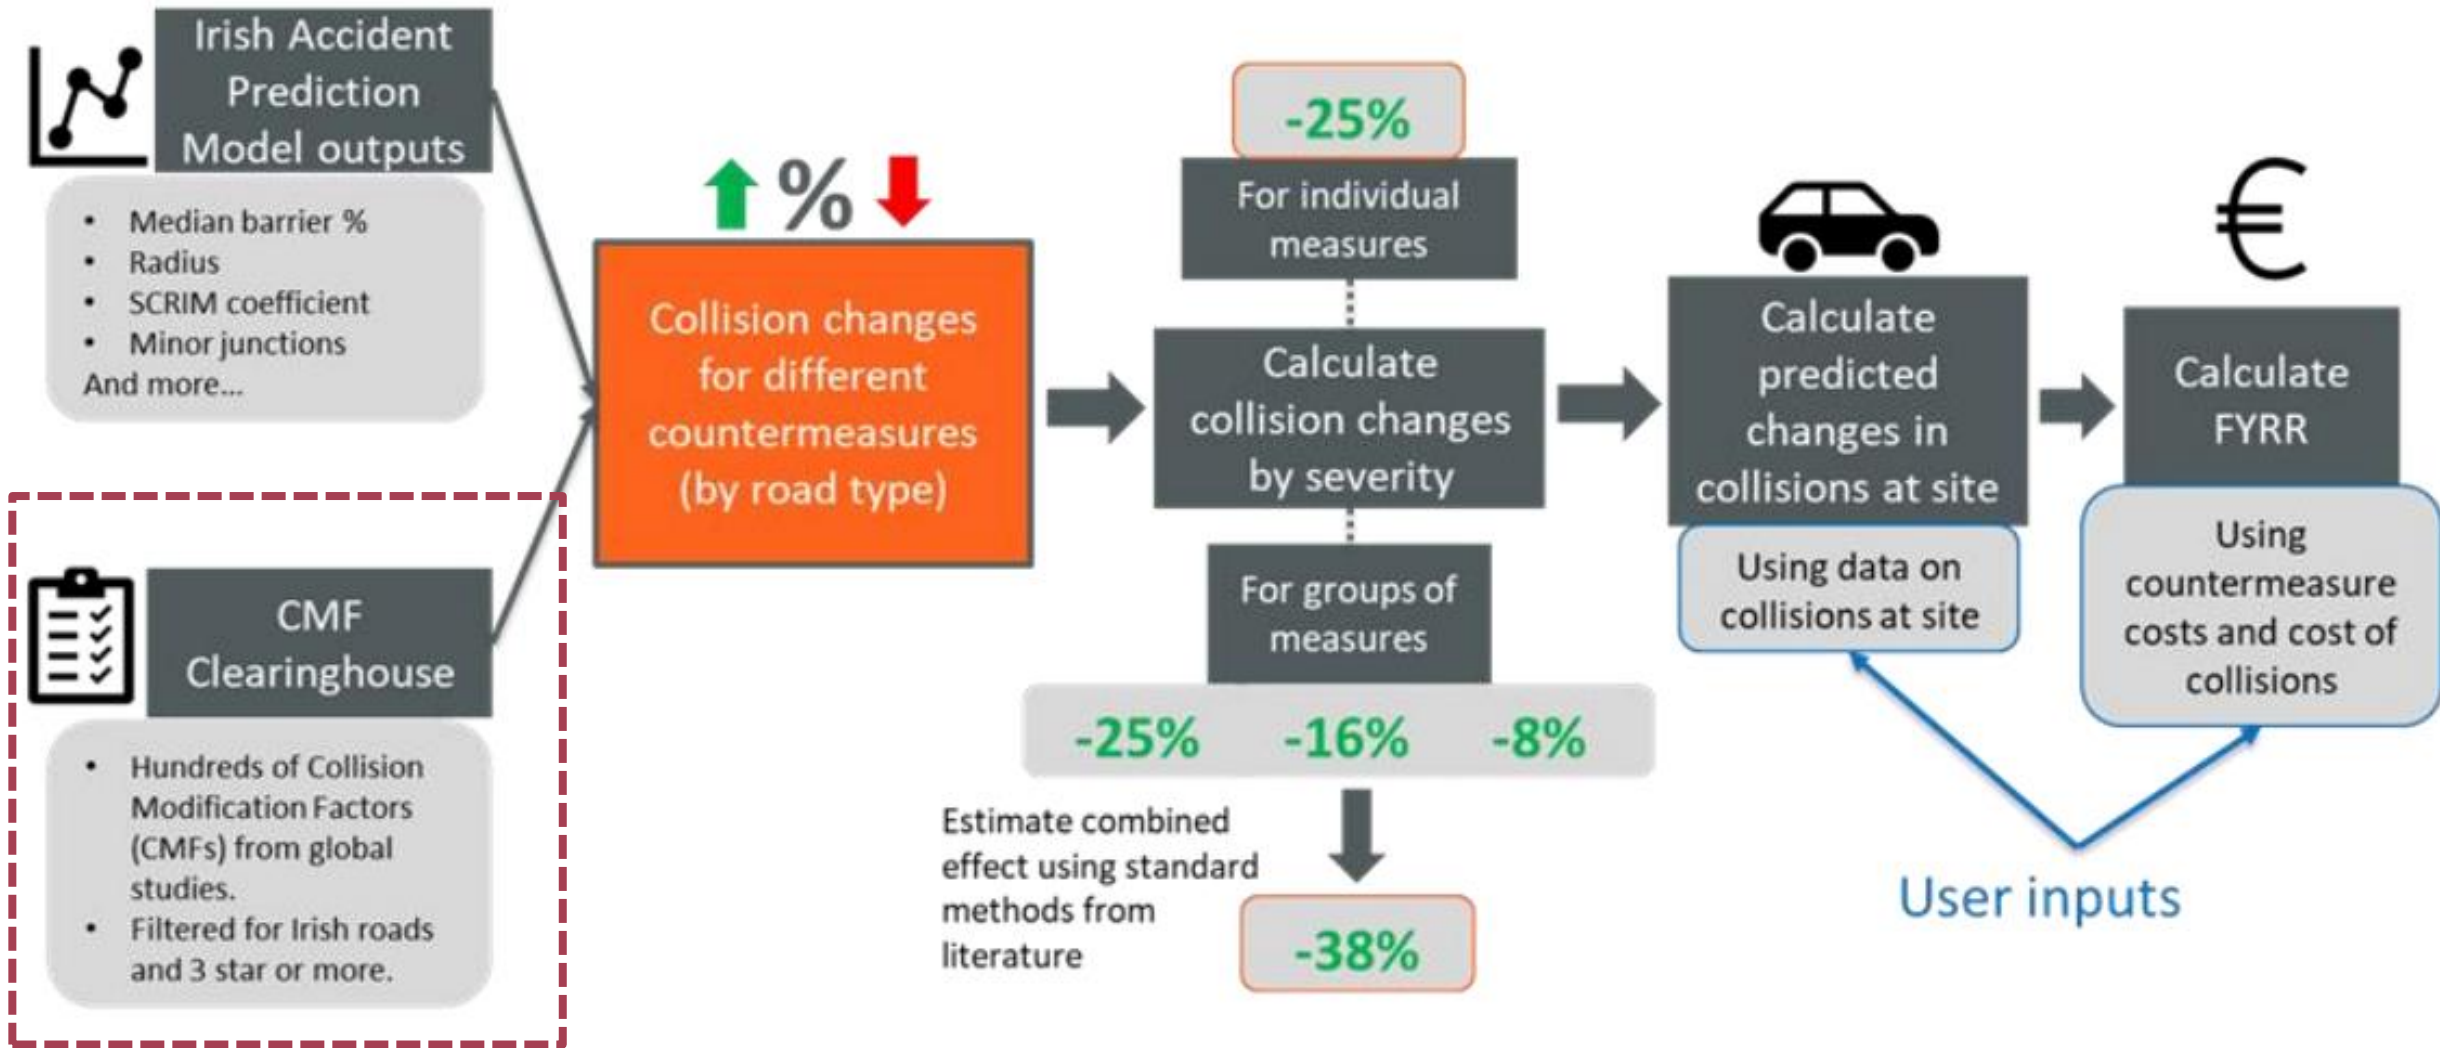 Irish Accident
Prediction
Model outputs
• Median barrier %
• Radius
• SCRIM coefficient
• Minor junctions
And more...
CMF
Clearinghouse
• Hundreds of Collision
Modification Factors
(CMFs) from global
studies.
• Filtered for Irish roads
and 3 star or more.
%
Collision changes
for different
countermeasures
(by road type)
-25%
For individual
measures
Calculate
collision changes
by severity
For groups of
measures
-25% -16% -8%
Estimate combined
effect using standard
methods from
literature
-38%
Calculate
predicted
changes in
collisions at site
Using data on
collisions at site
€
Calculate
FYRR
Using
countermeasure
costs and cost of
collisions
User inputs